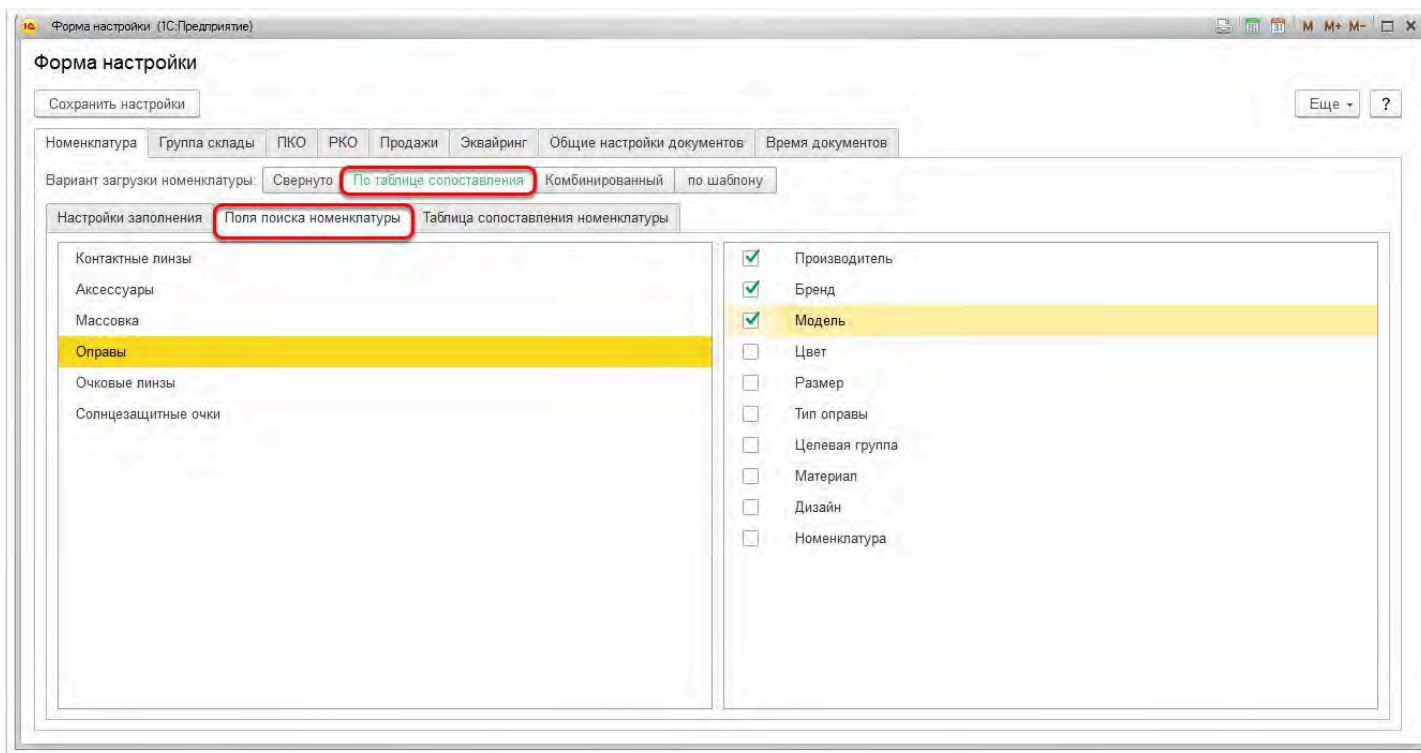 1С Форма настройки (1С:Предприятие) 31 M M+ M-
Форма настройки
Сохранить настройки Еще ?
Номенклатура Группа склады ПКО РКО Продажи Эквайринг Общие настройки документов Время документов
Вариант загрузки номенклатуры: Свернуто По таблице сопоставления Комбинированный по шаблону
Настройки заполнения Поля поиска номенклатуры Таблица сопоставления номенклатуры
Контактные линзы Производитель
Аксессуары Бренд
Массовка Модель
Оправы Цвет
Очковые линзы Размер
Солнцезащитные очки Тип оправы
Целевая группа
Материал
Дизайн
Номенклатура